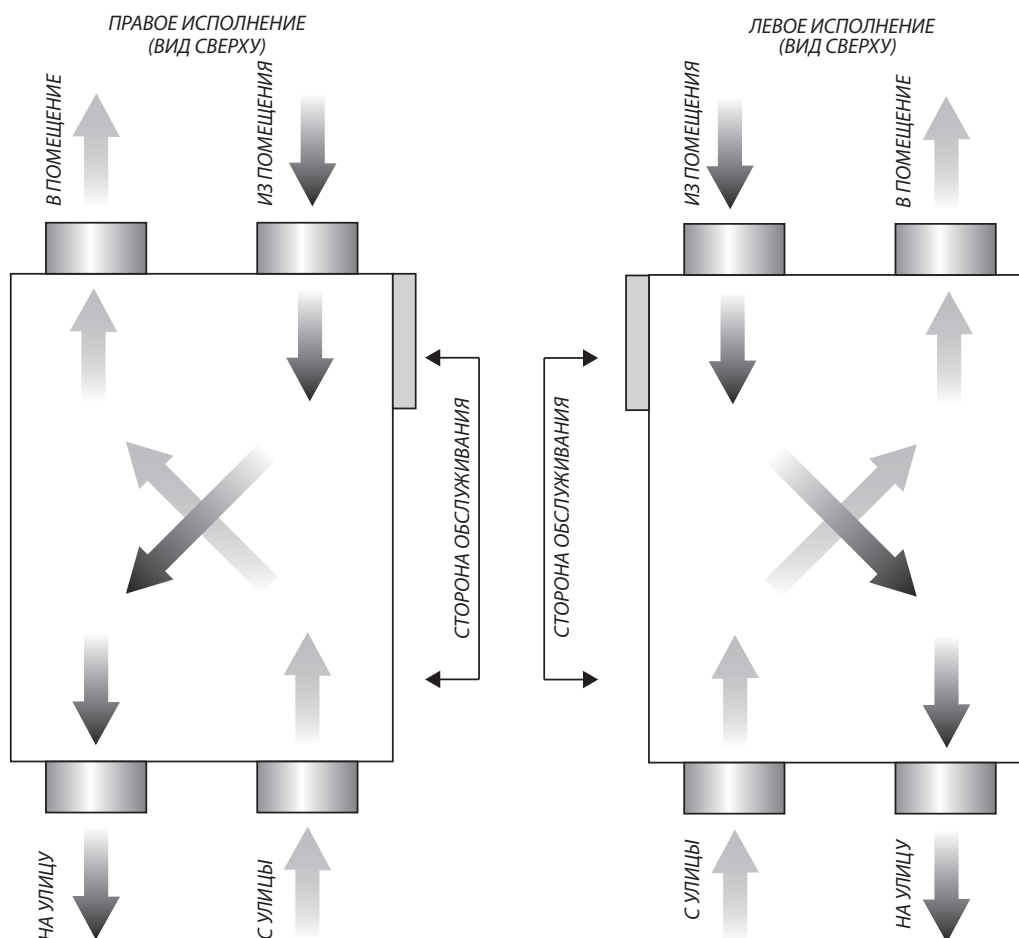 ПРАВОЕ ИСПОЛНЕНИЕ
(ВИД СВЕРХУ)
В ПОМЕЩЕНИЕ
ИЗ ПОМЕЩЕНИЯ
СТОРОНА ОБСЛУЖИВАНИЯ
НА УЛИЦУ
С УЛИЦЫ
ЛЕВОЕ ИСПОЛНЕНИЕ
(ВИД СВЕРХУ)
ИЗ ПОМЕЩЕНИЯ
В ПОМЕЩЕНИЕ
СТОРОНА ОБСЛУЖИВАНИЯ
С УЛИЦЫ
НА УЛИЦУ